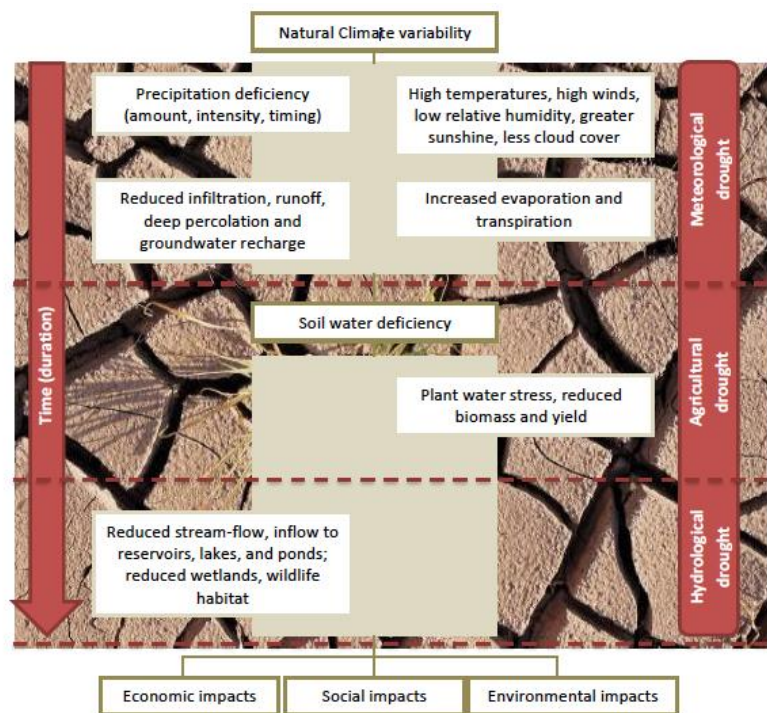 Natural Climate variability
Precipitation deficiency
(amount, intensity, timing)
High temperatures, high winds,
low relative humidity, greater
sunshine, less cloud cover
Reduced infiltration, runoff,
deep percolation and
groundwater recharge
Increased evaporation and
transpiration
Meteorological
drought
Time (duration)
Soil water deficiency
Plant water stress, reduced
biomass and yield
Agricultural
drought
Reduced stream-flow, inflow to
reservoirs, lakes, and ponds;
reduced wetlands, wildlife
habitat
Hydrological
drought
Economic impacts
Social impacts
Environmental impacts